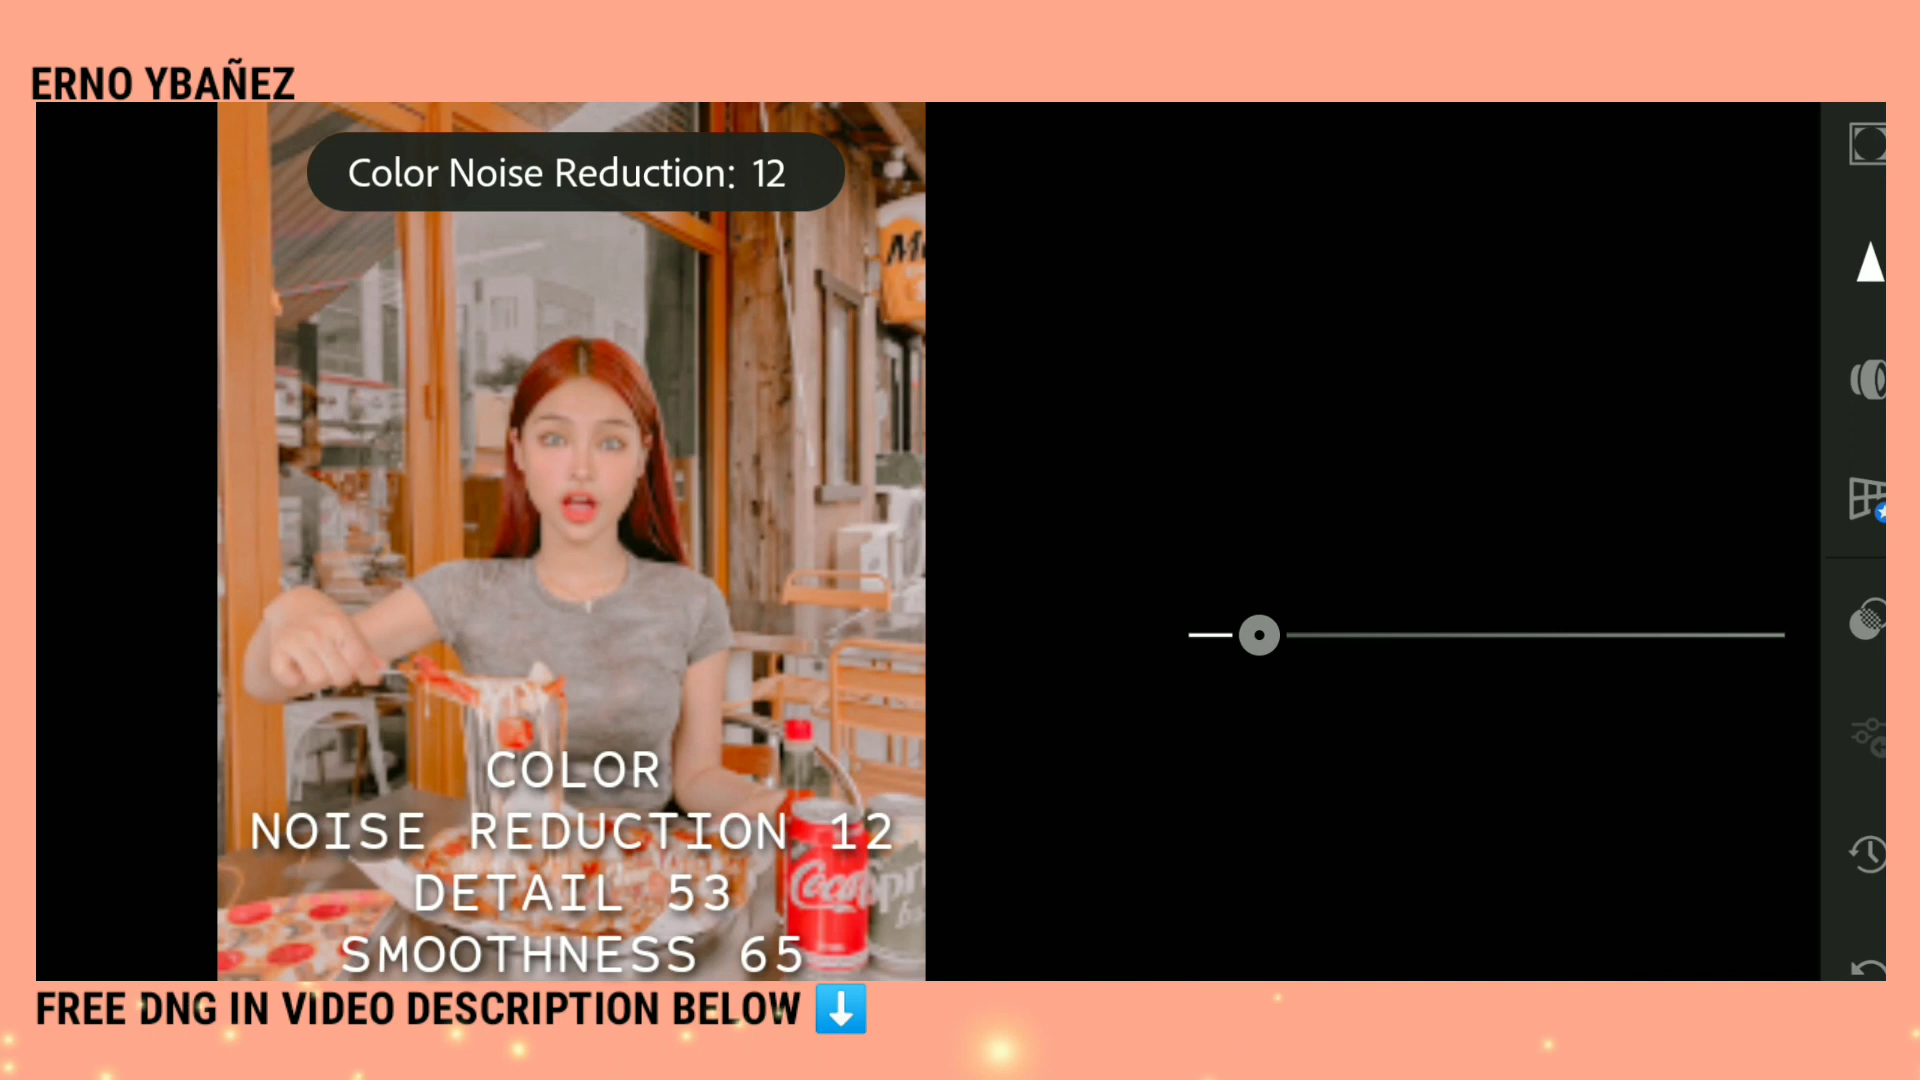 ERNO YBAÑEZ
Color Noise Reduction: 12
COLOR
NOISE REDUCTION 12
DETAIL 53
SMOOTHNESS 65
FREE DNG IN VIDEO DESCRIPTION BELOW ⬇️